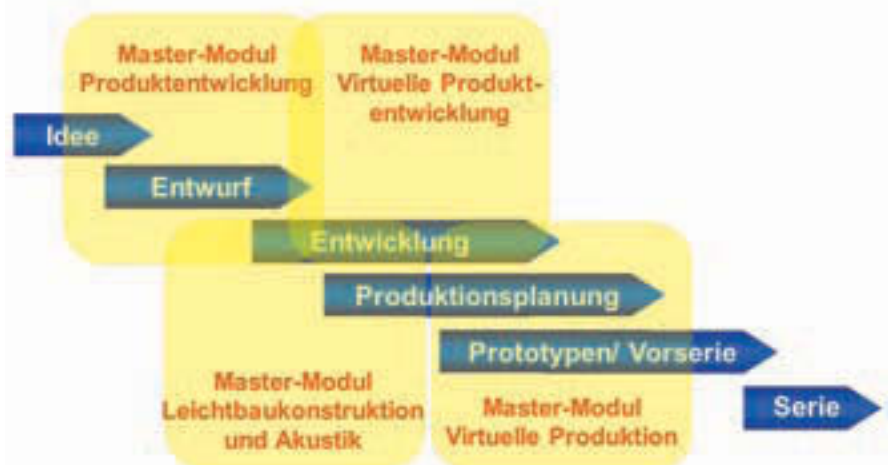 Master-Modul
Produktentwicklung
Master-Modul
Virtuelle Produkt-
entwicklung
Idee
Entwurf
Entwicklung
Produktionsplanung
Prototypen/ Vorserie
Master-Modul
Leichtbaukonstruktion
und Akustik
Master-Modul
Virtuelle Produktion
Serie